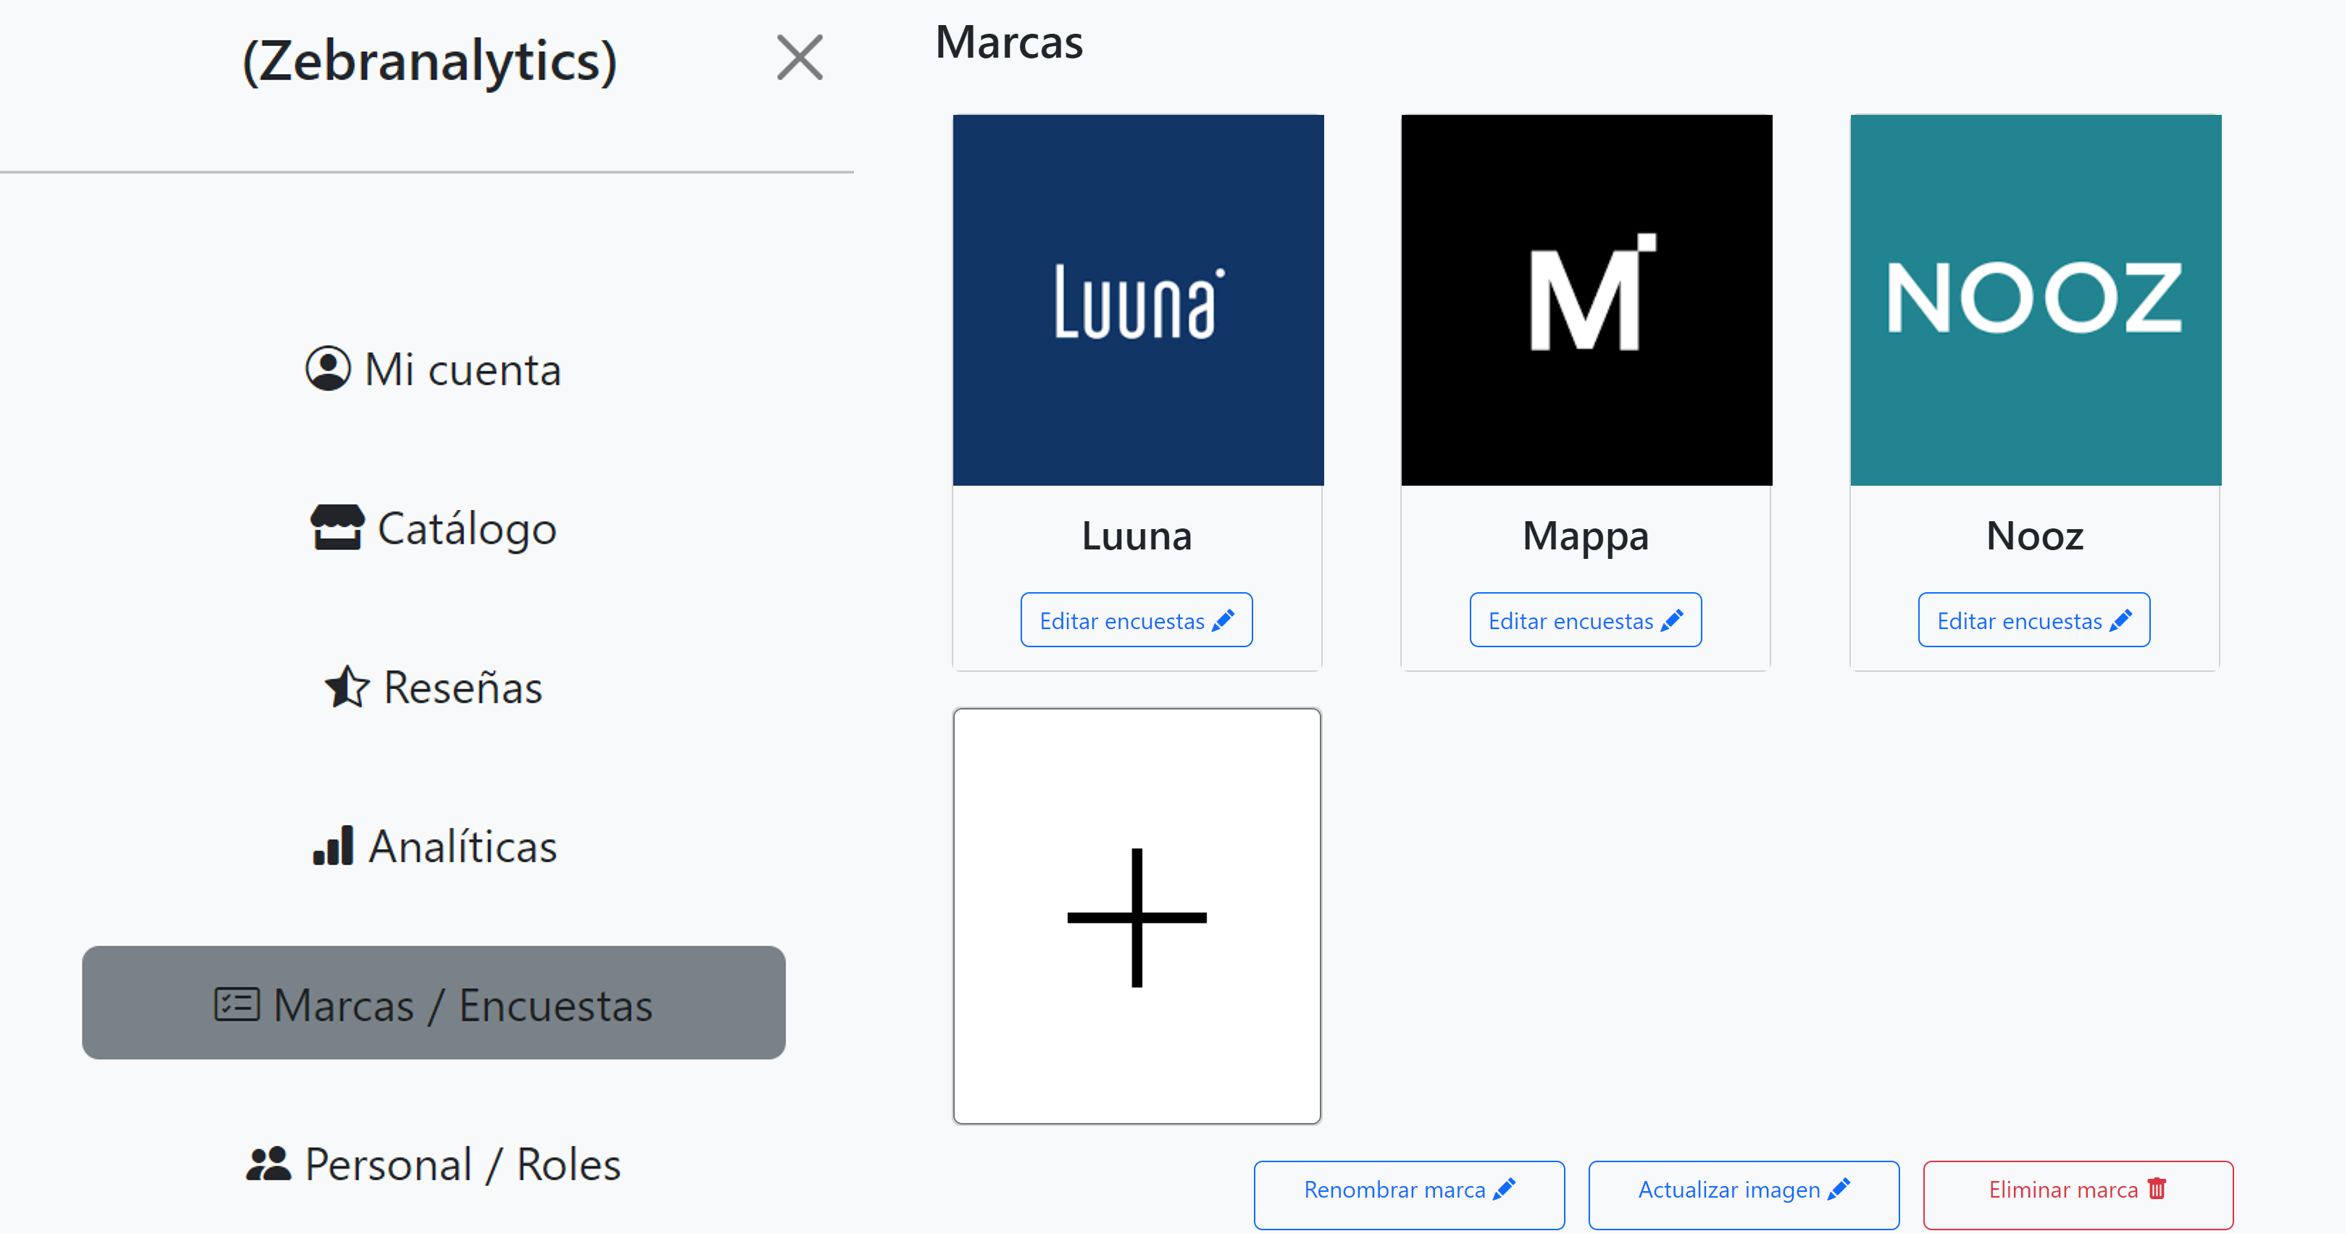 (Zebranalytics)
Mi cuenta
Catálogo
Reseñas
Analíticas
Marcas / Encuestas
Personal / Roles
Marcas
Luuna
M
NOOZ
Luuna
Mappa
Nooz
Editar encuestas
Editar encuestas
Editar encuestas
Renombrar marca
Actualizar imagen
Eliminar marca